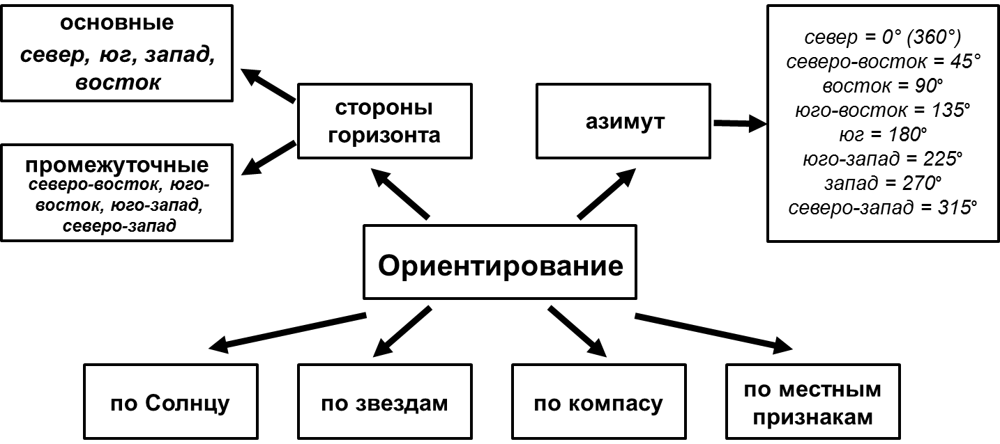 основные
север, юг, запад,
восток
промежуточные
северо-восток, юго-
восток, юго-запад,
северо-запад
стороны
горизонта
азимут
север = 0° (360°)
северо-восток = 45°
восток = 90°
юго-восток = 135°
юг = 180°
юго-запад = 225°
запад = 270°
северо-запад = 315°
Ориентирование
по Солнцу
по звездам
по компасу
по местным
признакам